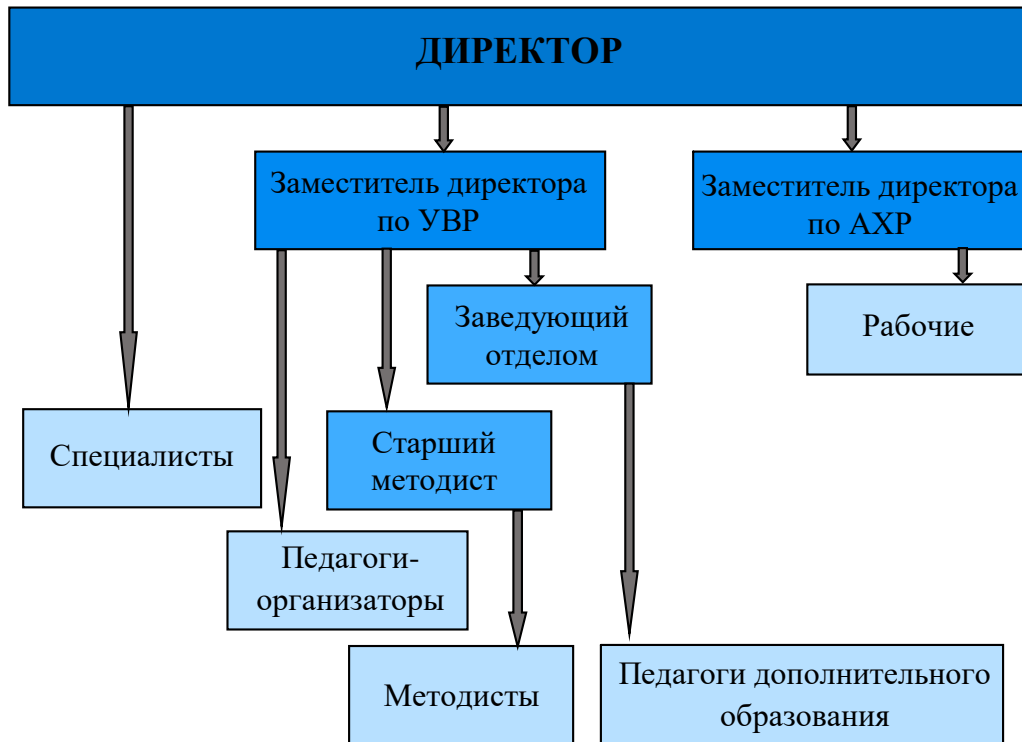 ДИРЕКТОР
Заместитель директора
по УВР
Заместитель директора
по АХР
Заведующий
отделом
Рабочие
Специалисты
Старший
методист
Педагоги-
организаторы
Методисты
Педагоги дополнительного
образования